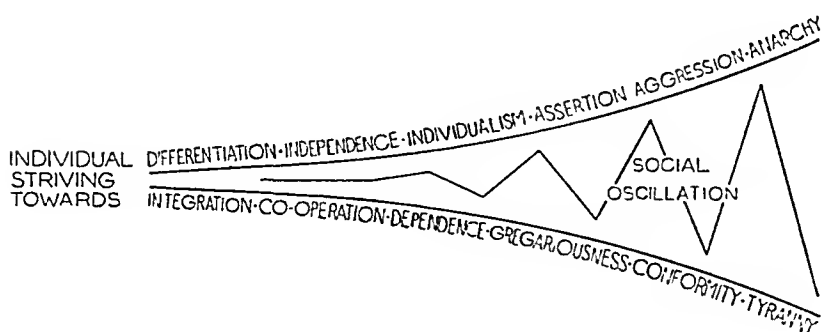 DIFFERENTIATION·INDEPENDENCE·INDIVIDUALISM·ASSERTION AGGRESSION·ANARCHY
INDIVIDUAL
STRIVING
TOWARDS
SOCIAL
OSCILLATION
INTEGRATION·CO-OPERATION·DEPENDENCE·GREGARIOUSNESS·CONFORMITY·TYRANNY